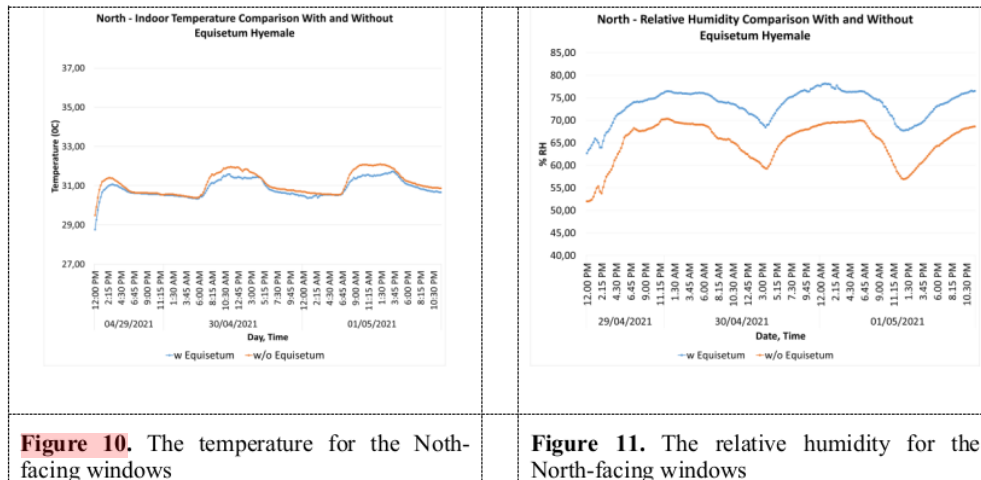 North - Indoor Temperature Comparison With and Without
Equisetum Hyemale
37,00
35,00
33,00
31,00
29,00
27,00
Temperature (0C)
12:00 PM
2:15 PM
4:30 PM
6:45 PM
9:00 PM
11:15 PM
1:30 AM
3:45 AM
6:00 AM
8:15 AM
10:30 AM
12:45 PM
3:00 PM
5:15 PM
7:30 PM
9:45 PM
12:00 AM
2:15 AM
4:30 AM
6:45 AM
9:00 AM
11:15 AM
1:30 PM
3:45 PM
6:00 PM
8:15 PM
10:30 PM
04/29/2021
30/04/2021
01/05/2021
Day, Time
w Equisetum
w/o Equisetum
North - Relative Humidity Comparison With and Without
Equisetum Hyemale
85,00
80,00
75,00
70,00
65,00
60,00
55,00
50,00
45,00
40,00
% RH
12.00 PM
2.15 PM
4.30 PM
6.45 PM
9.00 PM
11.15 PM
1.30 AM
3.45 AM
6.00 AM
8.15 AM
10.30 AM
12.45 PM
3.00 PM
5.15 PM
7.30 PM
9.45 PM
12.00 AM
2.15 AM
4.30 AM
6.45 AM
9.00 AM
11.15 AM
1.30 PM
3.45 PM
6.00 PM
8.15 PM
10.30 PM
29/04/2021
30/04/2021
01/05/2021
Date, Time
w Equisetum
w/o Equisetum
Figure 10. The temperature for the Noth-
facing windows
Figure 11. The relative humidity for the
North-facing windows